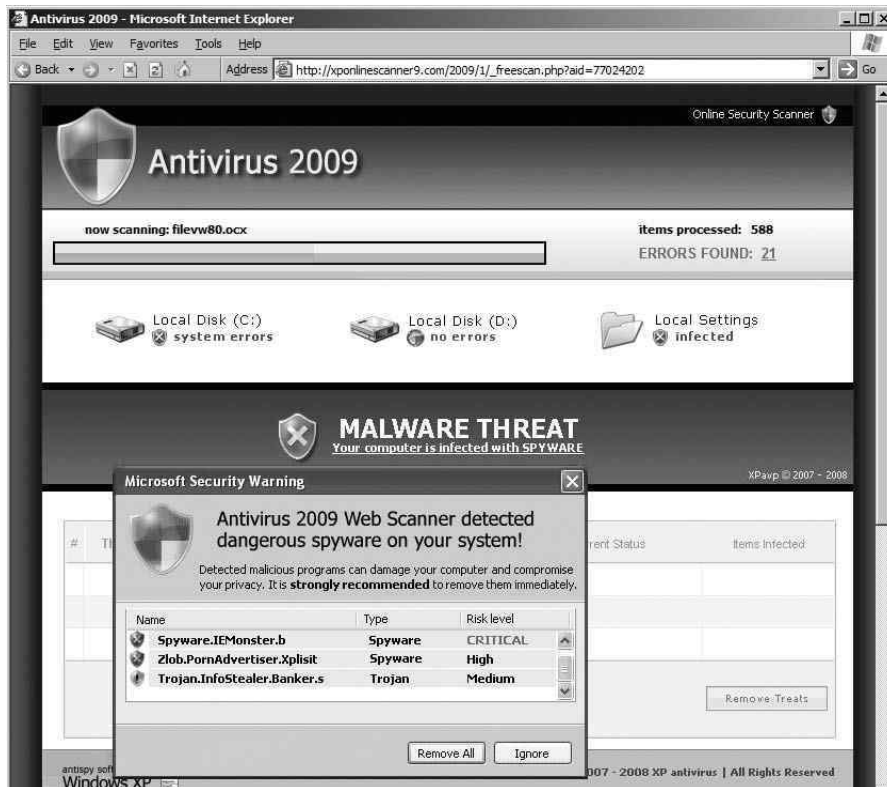 Antivirus 2009 - Microsoft Internet Explorer
File Edit View Favorites Tools Help
Back Address http://xponlinescanner9.com/2009/1/_freescan.php?aid=77024202 Go
Online Security Scanner
Antivirus 2009
now scanning: filevw80.ocx
items processed: 588
ERRORS FOUND: 21
Local Disk (C:)
system errors
Local Disk (D:)
no errors
Local Settings
infected
MALWARE THREAT
Your computer is infected with SPYWARE
XPavp © 2007 - 2008
Microsoft Security Warning
Antivirus 2009 Web Scanner detected
dangerous spyware on your system!
Detected malicious programs can damage your computer and compromise
your privacy. It is strongly recommended to remove them immediately.
Name Type Risk level
Spyware.IEMonster.b Spyware CRITICAL
Zlob.PornAdvertiser.Xplisit Spyware High
Trojan.InfoStealer.Banker.s Trojan Medium
Remove All Ignore
# Status Items Infected
Remove Treats
antispy
Windows XP
2008 XP antivirus | All Rights Reserved